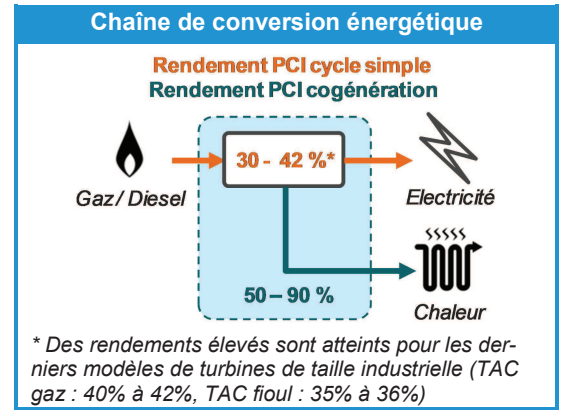 Chaîne de conversion énergétique
Rendement PCI cycle simple
Rendement PCI cogénération
30 - 42 %*
Gaz / Diesel
Electricité
50 – 90 %
Chaleur
* Des rendements élevés sont atteints pour les der-
niers modèles de turbines de taille industrielle (TAC
gaz : 40% à 42%, TAC fioul : 35% à 36%)